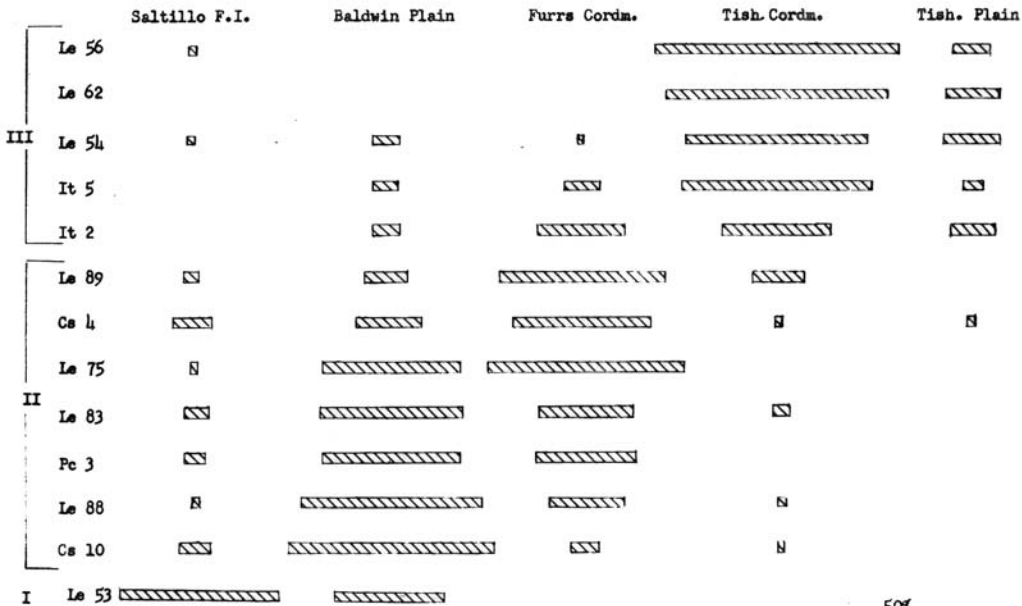 Saltillo F.I. Baldwin Plain Furrs Cordm. Tish. Cordm. Tish. Plain
Le 56
Le 62
III Le 54
It 5
It 2
Le 89
Cs 4
Le 75
II
Le 83
Pc 3
Le 88
Cs 10
I Le 53